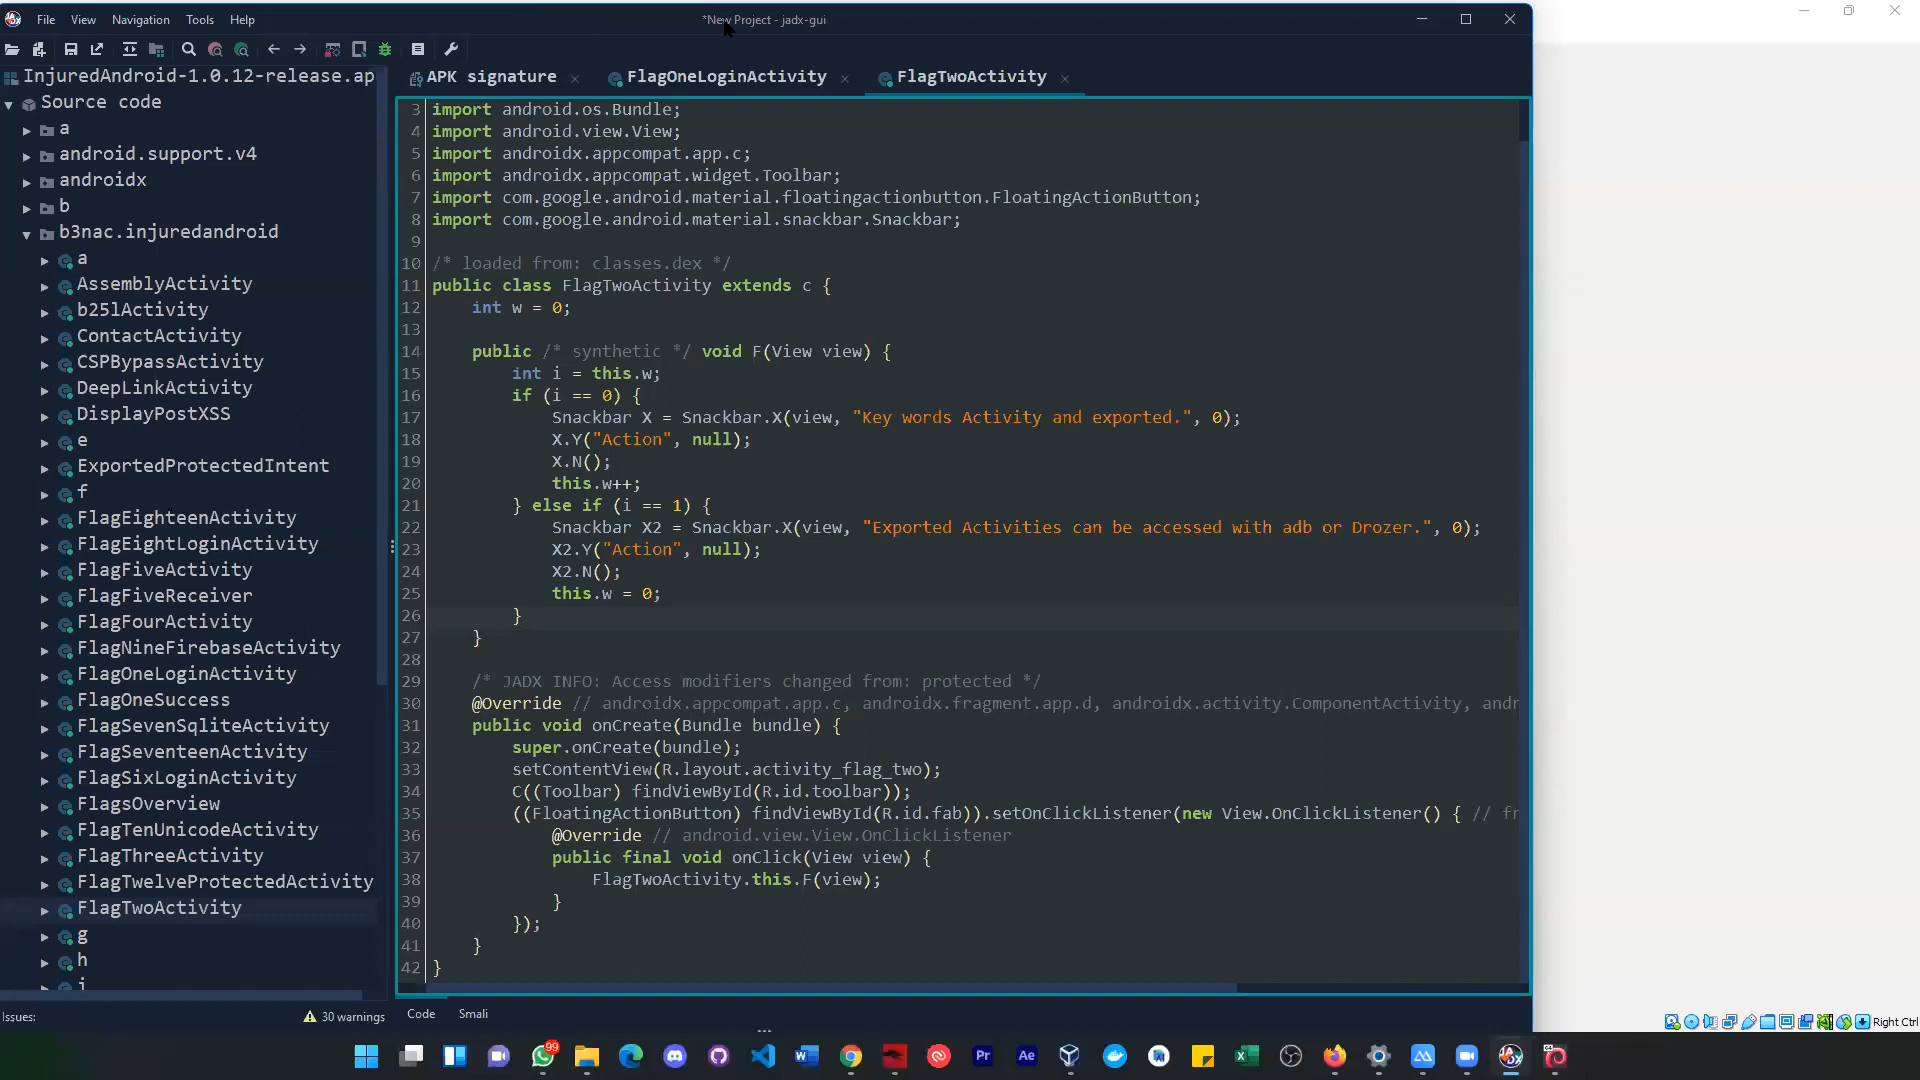 File View Navigation Tools Help
*New Project - jadx-gui
InjuredAndroid-1.0.12-release.ap
Source code
a
android.support.v4
androidx
b
b3nac.injuredandroid
a
AssemblyActivity
b25lActivity
ContactActivity
CSPBypassActivity
DeepLinkActivity
DisplayPostXSS
e
ExportedProtectedIntent
f
FlagEighteenActivity
FlagEightLoginActivity
FlagFiveActivity
FlagFiveReceiver
FlagFourActivity
FlagNineFirebaseActivity
FlagOneLoginActivity
FlagOneSuccess
FlagSevenSqliteActivity
FlagSeventeenActivity
FlagSixLoginActivity
FlagsOverview
FlagTenUnicodeActivity
FlagThreeActivity
FlagTwelveProtectedActivity
FlagTwoActivity
g
h
i
Issues:
30 warnings
APK signature FlagOneLoginActivity FlagTwoActivity
3 import android.os.Bundle;
4 import android.view.View;
5 import androidx.appcompat.app.c;
6 import androidx.appcompat.widget.Toolbar;
7 import com.google.android.material.floatingactionbutton.FloatingActionButton;
8 import com.google.android.material.snackbar.Snackbar;
9
10 /* loaded from: classes.dex */
11 public class FlagTwoActivity extends c {
12 int w = 0;
13
14 public /* synthetic */ void F(View view) {
15 int i = this.w;
16 if (i == 0) {
17 Snackbar X = Snackbar.X(view, "Key words Activity and exported.", 0);
18 X.Y("Action", null);
19 X.N();
20 this.w++;
21 } else if (i == 1) {
22 Snackbar X2 = Snackbar.X(view, "Exported Activities can be accessed with adb or Drozer.", 0);
23 X2.Y("Action", null);
24 X2.N();
25 this.w = 0;
26 }
27 }
28
29 /* JADX INFO: Access modifiers changed from: protected */
30 @Override // androidx.appcompat.app.c, androidx.fragment.app.d, androidx.activity.ComponentActivity, andr
31 public void onCreate(Bundle bundle) {
32 super.onCreate(bundle);
33 setContentView(R.layout.activity_flag_two);
34 C((Toolbar) findViewById(R.id.toolbar));
35 ((FloatingActionButton) findViewById(R.id.fab)).setOnClickListener(new View.OnClickListener() { // fr
36 @Override // android.view.View.OnClickListener
37 public final void onClick(View view) {
38 FlagTwoActivity.this.F(view);
39 }
40 });
41 }
42 }
Code Smali
Right Ctrl
99
Pr
Ae